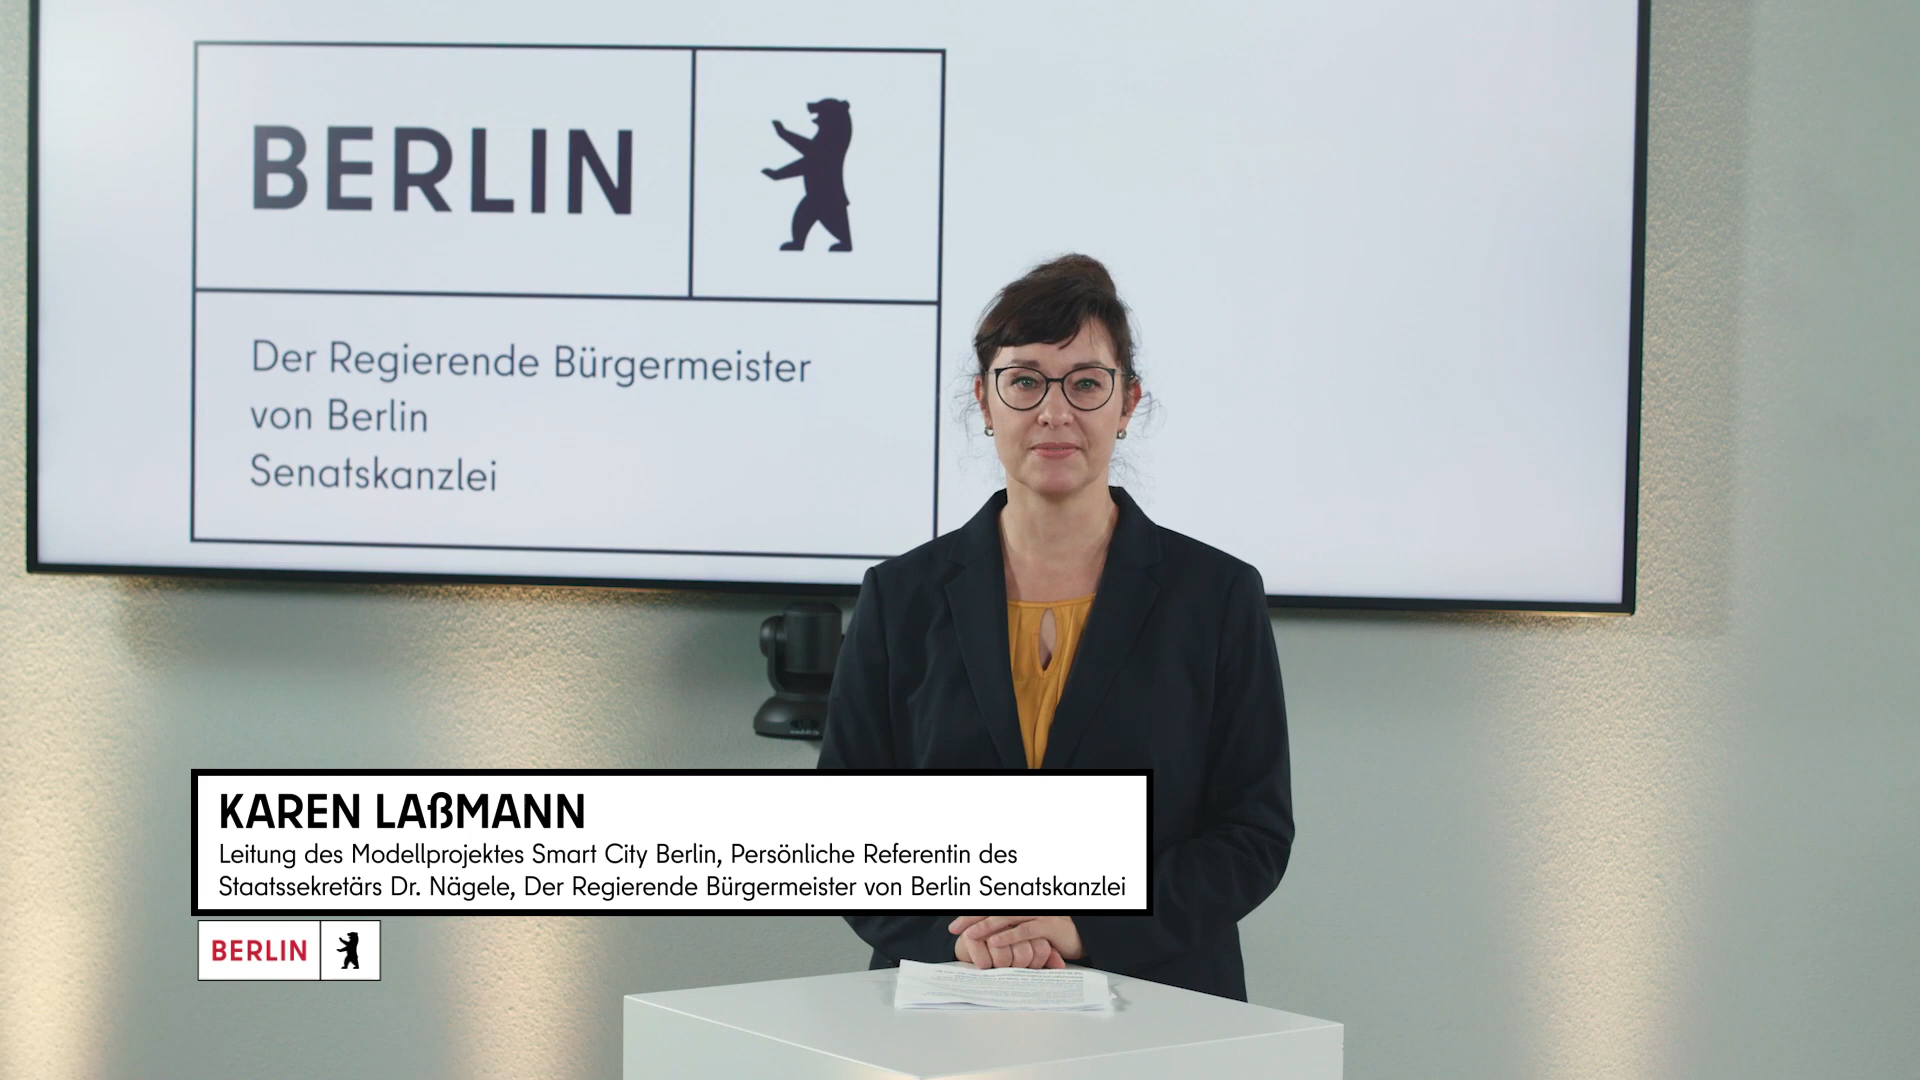 BERLIN
Der Regierende Bürgermeister
von Berlin
Senatskanzlei
KAREN LAßMANN
Leitung des Modellprojektes Smart City Berlin, Persönliche Referentin des
Staatssekretärs Dr. Nägele, Der Regierende Bürgermeister von Berlin Senatskanzlei
BERLIN